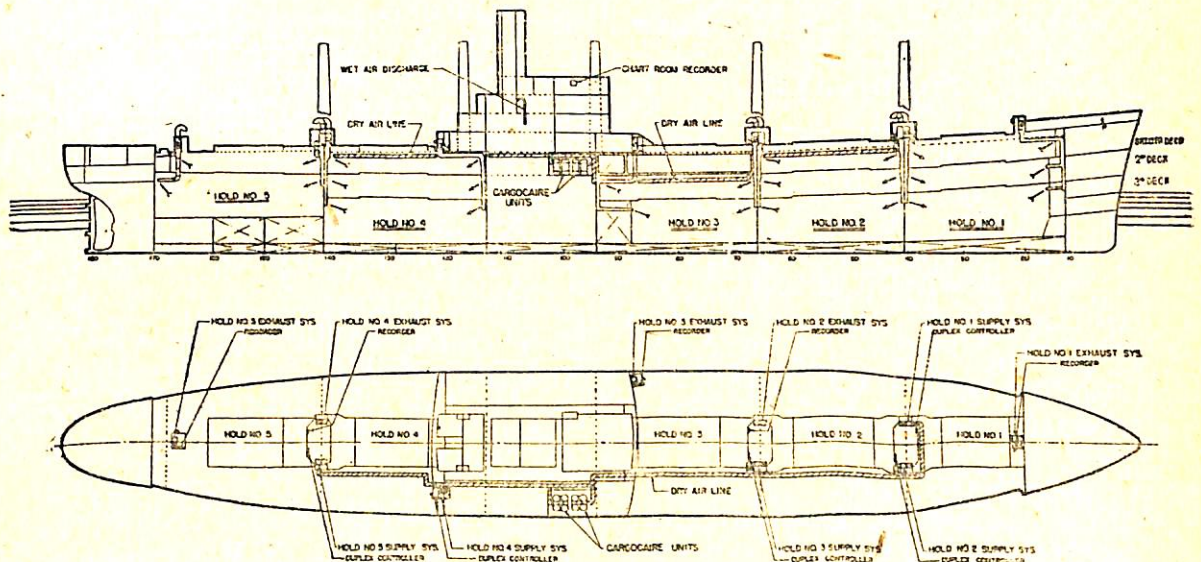 WET AIR DISCHARGE
CHART ROOM RECORDER
DRY AIR LINE
DRY AIR LINE
SHELTER DECK
2ND DECK
3RD DECK
CARGOCAIRE
UNITS
HOLD NO. 5
HOLD NO. 4
HOLD NO. 3
HOLD NO. 2
HOLD NO. 1
HOLD NO. 5 EXHAUST SYS
RECORDER
HOLD NO. 4 EXHAUST SYS
RECORDER
HOLD NO. 3 EXHAUST SYS
RECORDER
HOLD NO. 2 EXHAUST SYS
RECORDER
HOLD NO. 1 SUPPLY SYS
DUPLEX CONTROLLER
HOLD NO. 1 EXHAUST SYS.
RECORDER
HOLD NO. 5
HOLD NO. 4
HOLD NO. 3
HOLD NO. 2
HOLD NO. 1
DRY AIR LINE
HOLD NO. 5 SUPPLY SYS
DUPLEX CONTROLLER
HOLD NO. 4 SUPPLY SYS
DUPLEX CONTROLLER
CARGOCAIRE UNITS
HOLD NO. 3 SUPPLY SYS
DUPLEX CONTROLLER
HOLD NO. 2 SUPPLY SYS
DUPLEX CONTROLLER